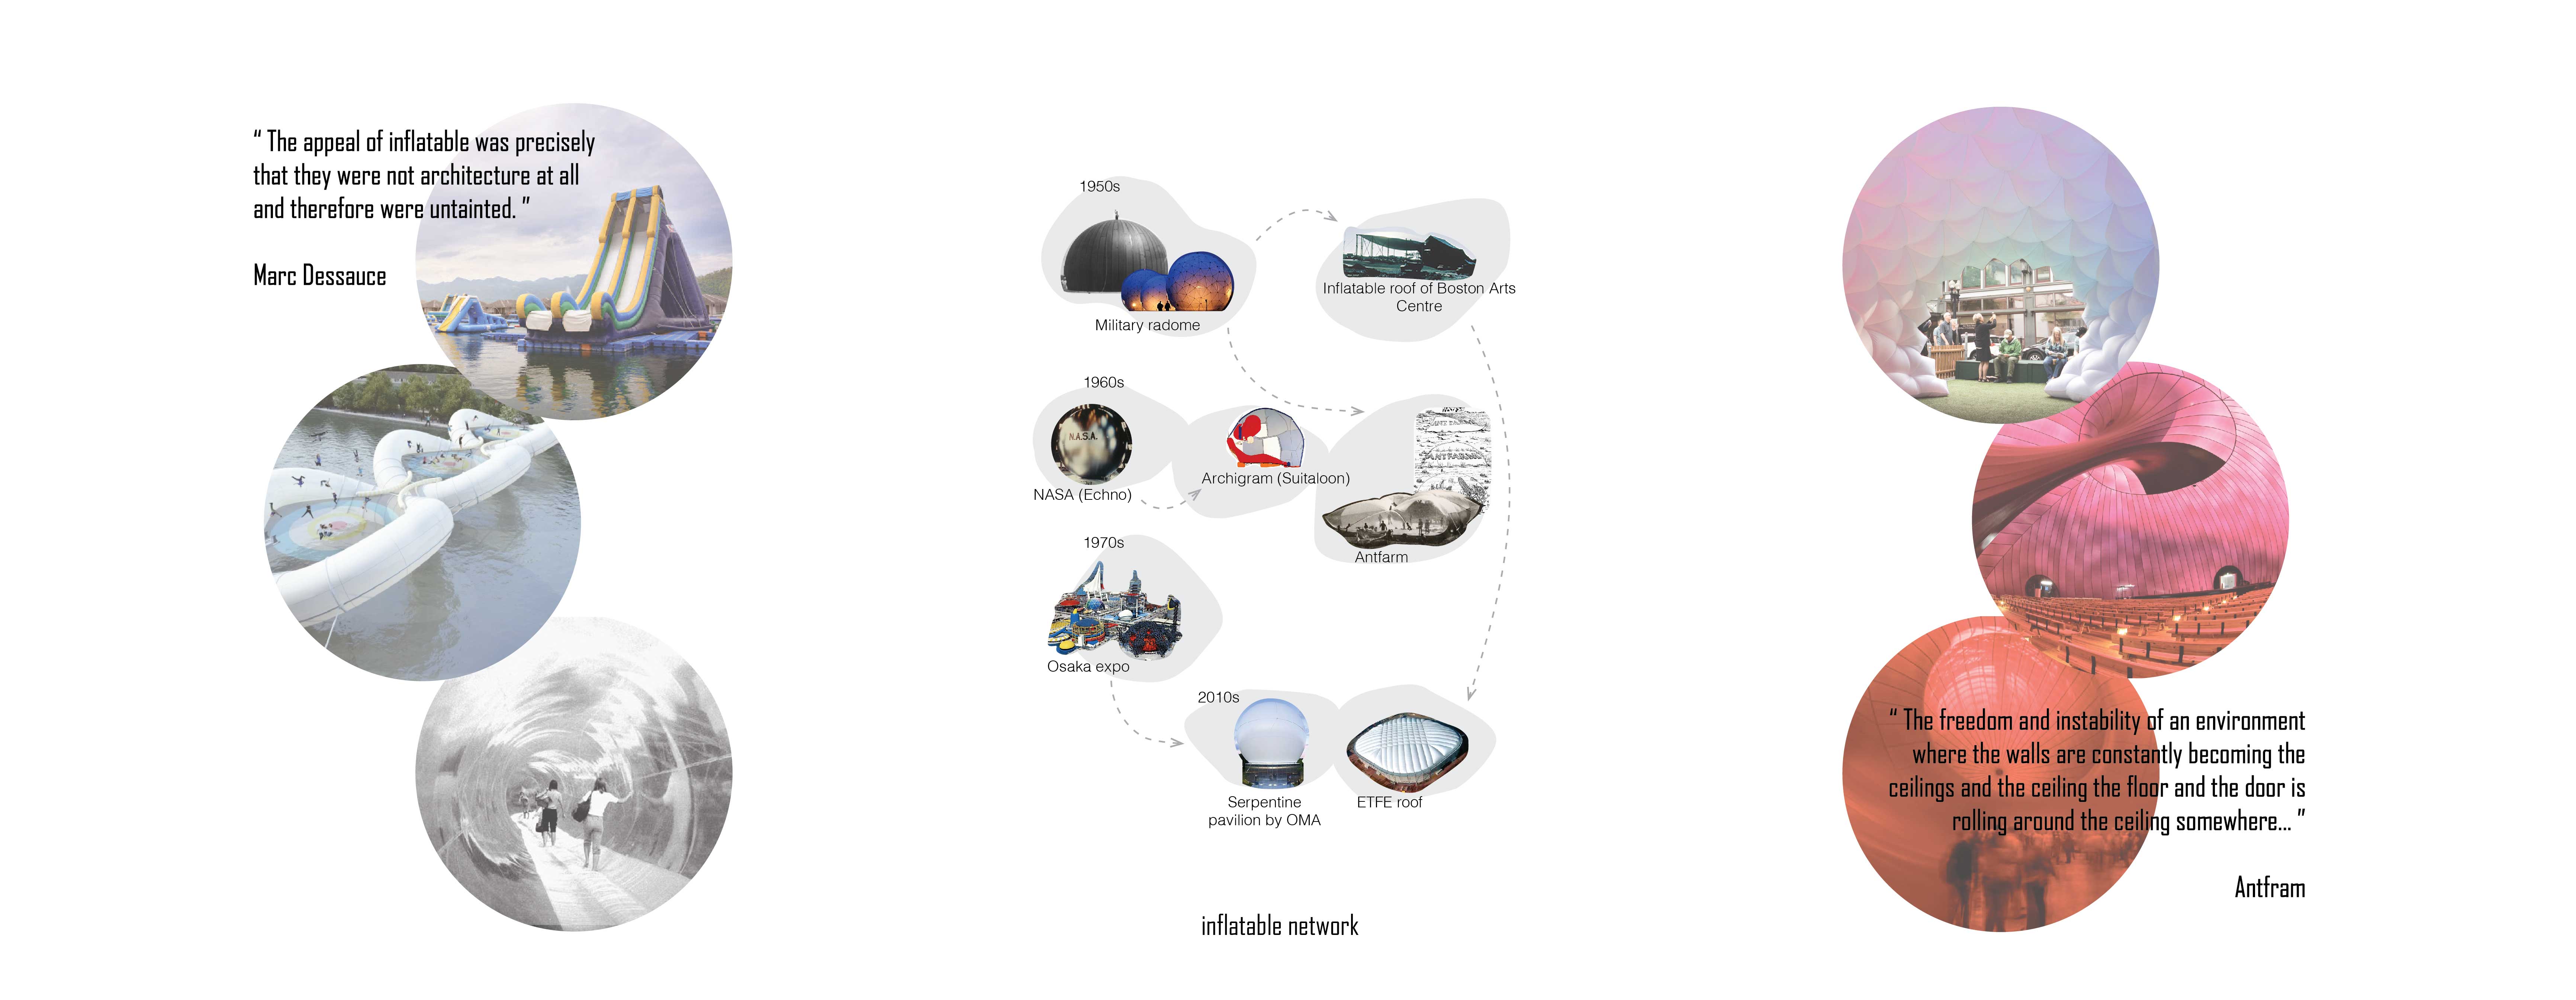 “ The appeal of inflatable was precisely
that they were not architecture at all
and therefore were untainted. ”
Marc Dessauce
1950s
Military radome
Inflatable roof of Boston Arts
Centre
1960s
N.A.S.A.
NASA (Echno)
Archigram (Suitaloon)
ANTFARM
Antfarm
1970s
Osaka expo
2010s
Serpentine
pavilion by OMA
ETFE roof
inflatable network
“ The freedom and instability of an environment
where the walls are constantly becoming the
ceilings and the ceiling the floor and the door is
rolling around the ceiling somewhere... ”
Antfram